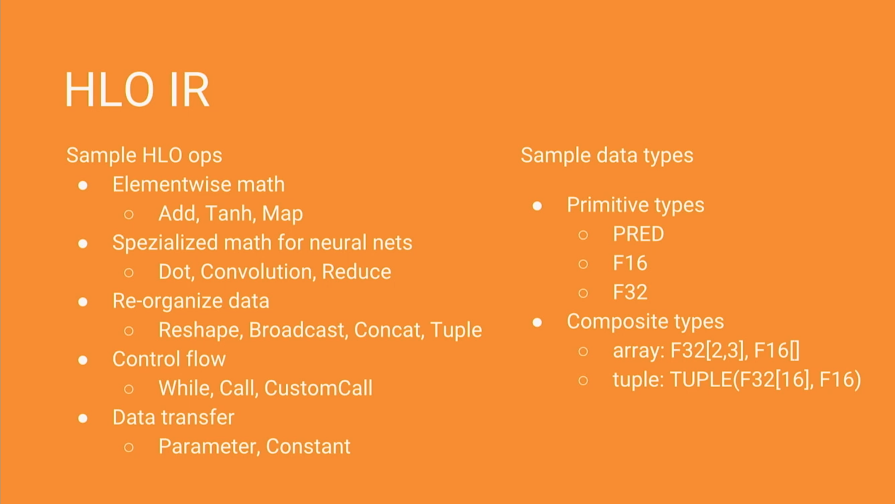 HLO IR
Sample HLO ops
● Elementwise math
○ Add, Tanh, Map
● Spezialized math for neural nets
○ Dot, Convolution, Reduce
● Re-organize data
○ Reshape, Broadcast, Concat, Tuple
● Control flow
○ While, Call, CustomCall
● Data transfer
○ Parameter, Constant
Sample data types
● Primitive types
○ PRED
○ F16
○ F32
● Composite types
○ array: F32[2,3], F16[]
○ tuple: TUPLE(F32[16], F16)